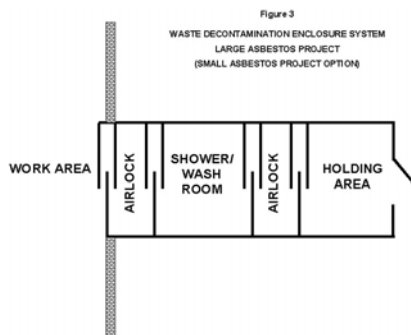 Figure 3
WASTE DECONTAMINATION ENCLOSURE SYSTEM
LARGE ASBESTOS PROJECT
(SMALL ASBESTOS PROJECT OPTION)
WORK AREA
AIRLOCK
SHOWER/
WASH
ROOM
AIRLOCK
HOLDING
AREA